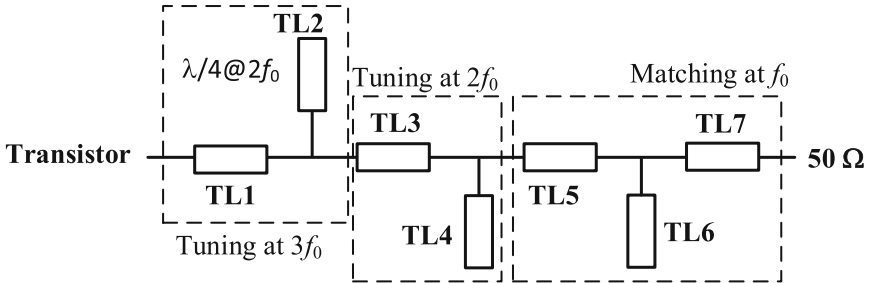 TL2
λ/4@2f₀
Tuning at 2f₀
Matching at f₀
TL3
TL7
Transistor
50 Ω
TL1
TL5
TL4
TL6
Tuning at 3f₀